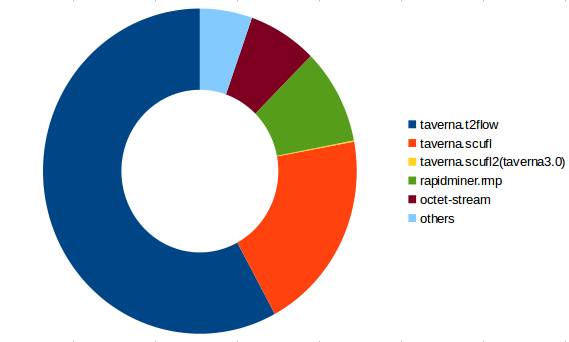 taverna.t2flow
taverna.scufl
taverna.scufl2(taverna3.0)
rapidminer.rmp
octet-stream
others